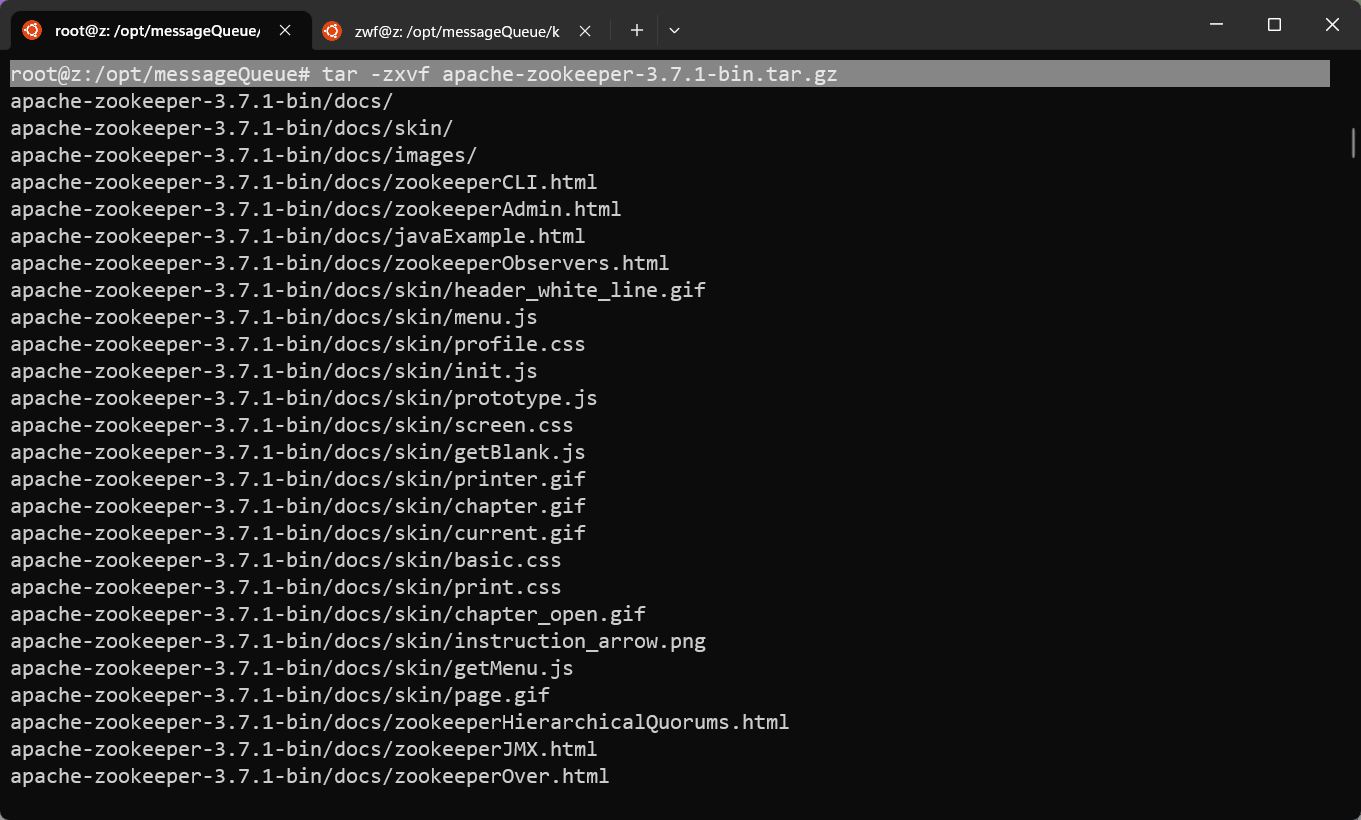 root@z: /opt/messageQueue/
zwf@z: /opt/messageQueue/k
root@z:/opt/messageQueue# tar -zxvf apache-zookeeper-3.7.1-bin.tar.gz
apache-zookeeper-3.7.1-bin/docs/
apache-zookeeper-3.7.1-bin/docs/skin/
apache-zookeeper-3.7.1-bin/docs/images/
apache-zookeeper-3.7.1-bin/docs/zookeeperCLI.html
apache-zookeeper-3.7.1-bin/docs/zookeeperAdmin.html
apache-zookeeper-3.7.1-bin/docs/javaExample.html
apache-zookeeper-3.7.1-bin/docs/zookeeperObservers.html
apache-zookeeper-3.7.1-bin/docs/skin/header_white_line.gif
apache-zookeeper-3.7.1-bin/docs/skin/menu.js
apache-zookeeper-3.7.1-bin/docs/skin/profile.css
apache-zookeeper-3.7.1-bin/docs/skin/init.js
apache-zookeeper-3.7.1-bin/docs/skin/prototype.js
apache-zookeeper-3.7.1-bin/docs/skin/screen.css
apache-zookeeper-3.7.1-bin/docs/skin/getBlank.js
apache-zookeeper-3.7.1-bin/docs/skin/printer.gif
apache-zookeeper-3.7.1-bin/docs/skin/chapter.gif
apache-zookeeper-3.7.1-bin/docs/skin/current.gif
apache-zookeeper-3.7.1-bin/docs/skin/basic.css
apache-zookeeper-3.7.1-bin/docs/skin/print.css
apache-zookeeper-3.7.1-bin/docs/skin/chapter_open.gif
apache-zookeeper-3.7.1-bin/docs/skin/instruction_arrow.png
apache-zookeeper-3.7.1-bin/docs/skin/getMenu.js
apache-zookeeper-3.7.1-bin/docs/skin/page.gif
apache-zookeeper-3.7.1-bin/docs/zookeeperHierarchicalQuorums.html
apache-zookeeper-3.7.1-bin/docs/zookeeperJMX.html
apache-zookeeper-3.7.1-bin/docs/zookeeperOver.html